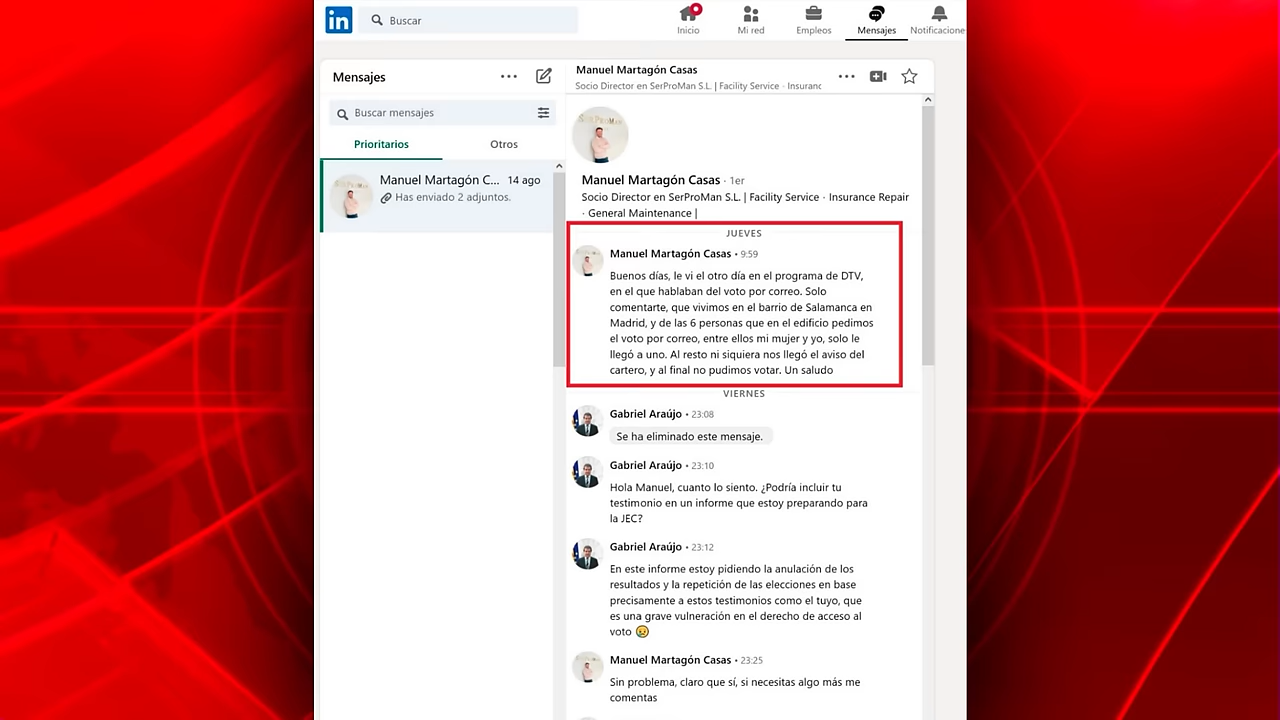 in
Buscar
Inicio
Mi red
Empleos
Mensajes
Notificacione
Mensajes
Buscar mensajes
Prioritarios
Otros
Manuel Martagón C... 14 ago
Has enviado 2 adjuntos.
Manuel Martagón Casas
Socio Director en SerProMan S.L. | Facility Service · Insuranc
SerProMan
Manuel Martagón Casas · 1er
Socio Director en SerProMan S.L. | Facility Service · Insurance Repair
· General Maintenance |
JUEVES
Manuel Martagón Casas • 9:59
Buenos días, le vi el otro día en el programa de DTV,
en el que hablaban del voto por correo. Solo
comentarte, que vivimos en el barrio de Salamanca en
Madrid, y de las 6 personas que en el edificio pedimos
el voto por correo, entre ellos mi mujer y yo, solo le
llegó a uno. Al resto ni siquiera nos llegó el aviso del
cartero, y al final no pudimos votar. Un saludo
VIERNES
Gabriel Araújo • 23:08
Se ha eliminado este mensaje.
Gabriel Araújo • 23:10
Hola Manuel, cuanto lo siento. ¿Podría incluir tu
testimonio en un informe que estoy preparando para
la JEC?
Gabriel Araújo • 23:12
En este informe estoy pidiendo la anulación de los
resultados y la repetición de las elecciones en base
precisamente a estos testimonios como el tuyo, que
es una grave vulneración en el derecho de acceso al
voto 😥
Manuel Martagón Casas • 23:25
Sin problema, claro que sí, si necesitas algo más me
comentas